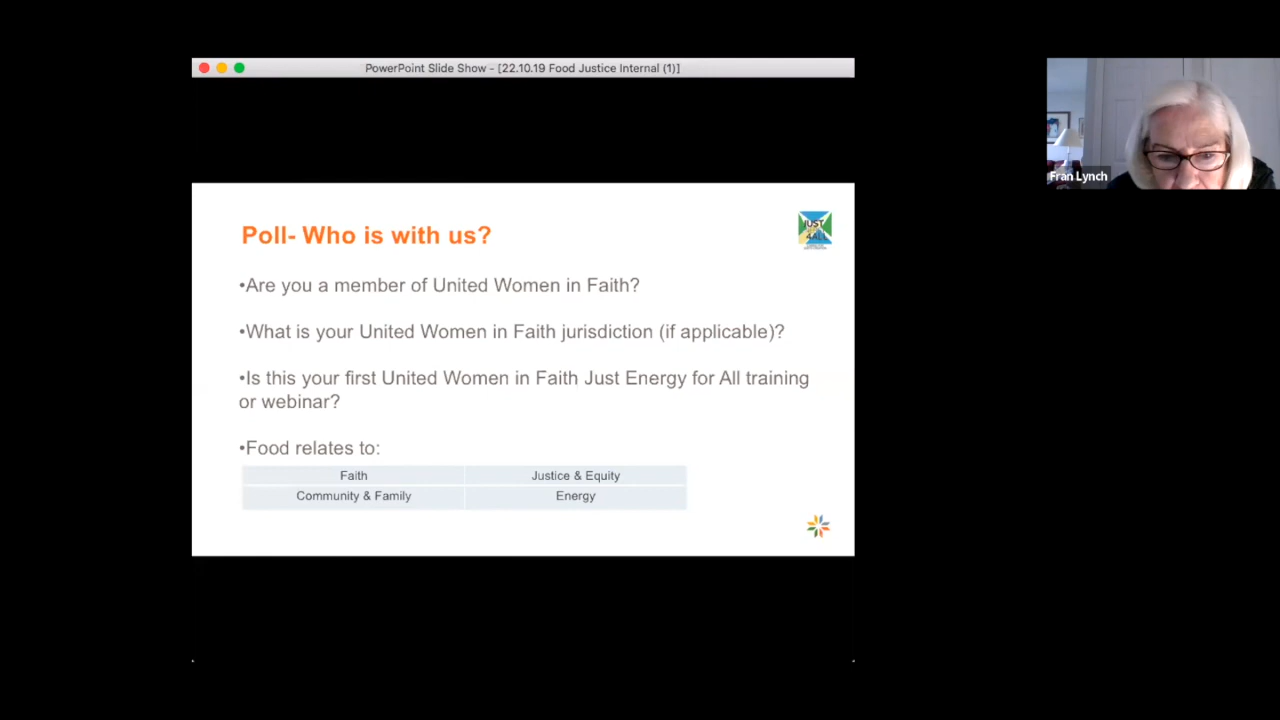 PowerPoint Slide Show - [22.10.19 Food Justice Internal (1)]
Poll- Who is with us?
JUST
4ALL
•Are you a member of United Women in Faith?
•What is your United Women in Faith jurisdiction (if applicable)?
•Is this your first United Women in Faith Just Energy for All training
or webinar?
•Food relates to:
Faith
Justice & Equity
Community & Family
Energy
Fran Lynch